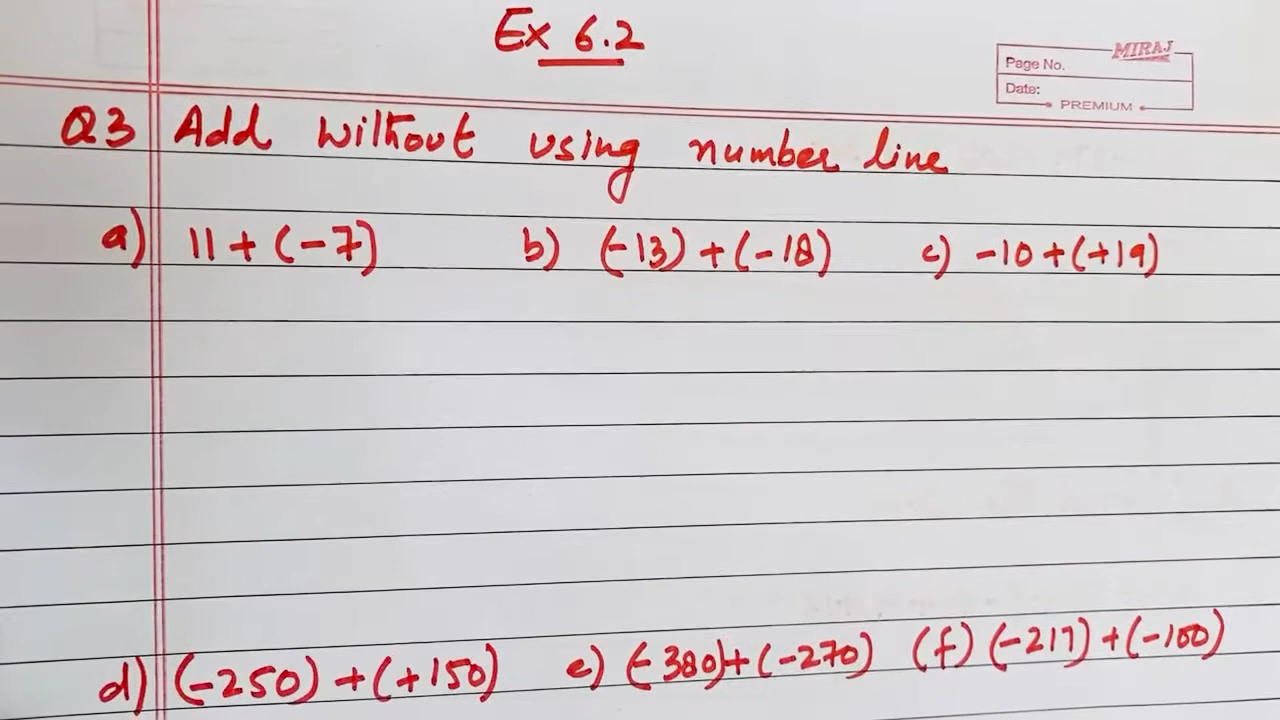 Ex 6.2
MIRAJ
Page No.
Date:
PREMIUM
Q3 Add without using number line
a) 11 + (-7) b) (-13) + (-18) c) -10 + (+19)
d) (-250) + (+150) e) (-380) + (-270) (f) (-217) + (-100)